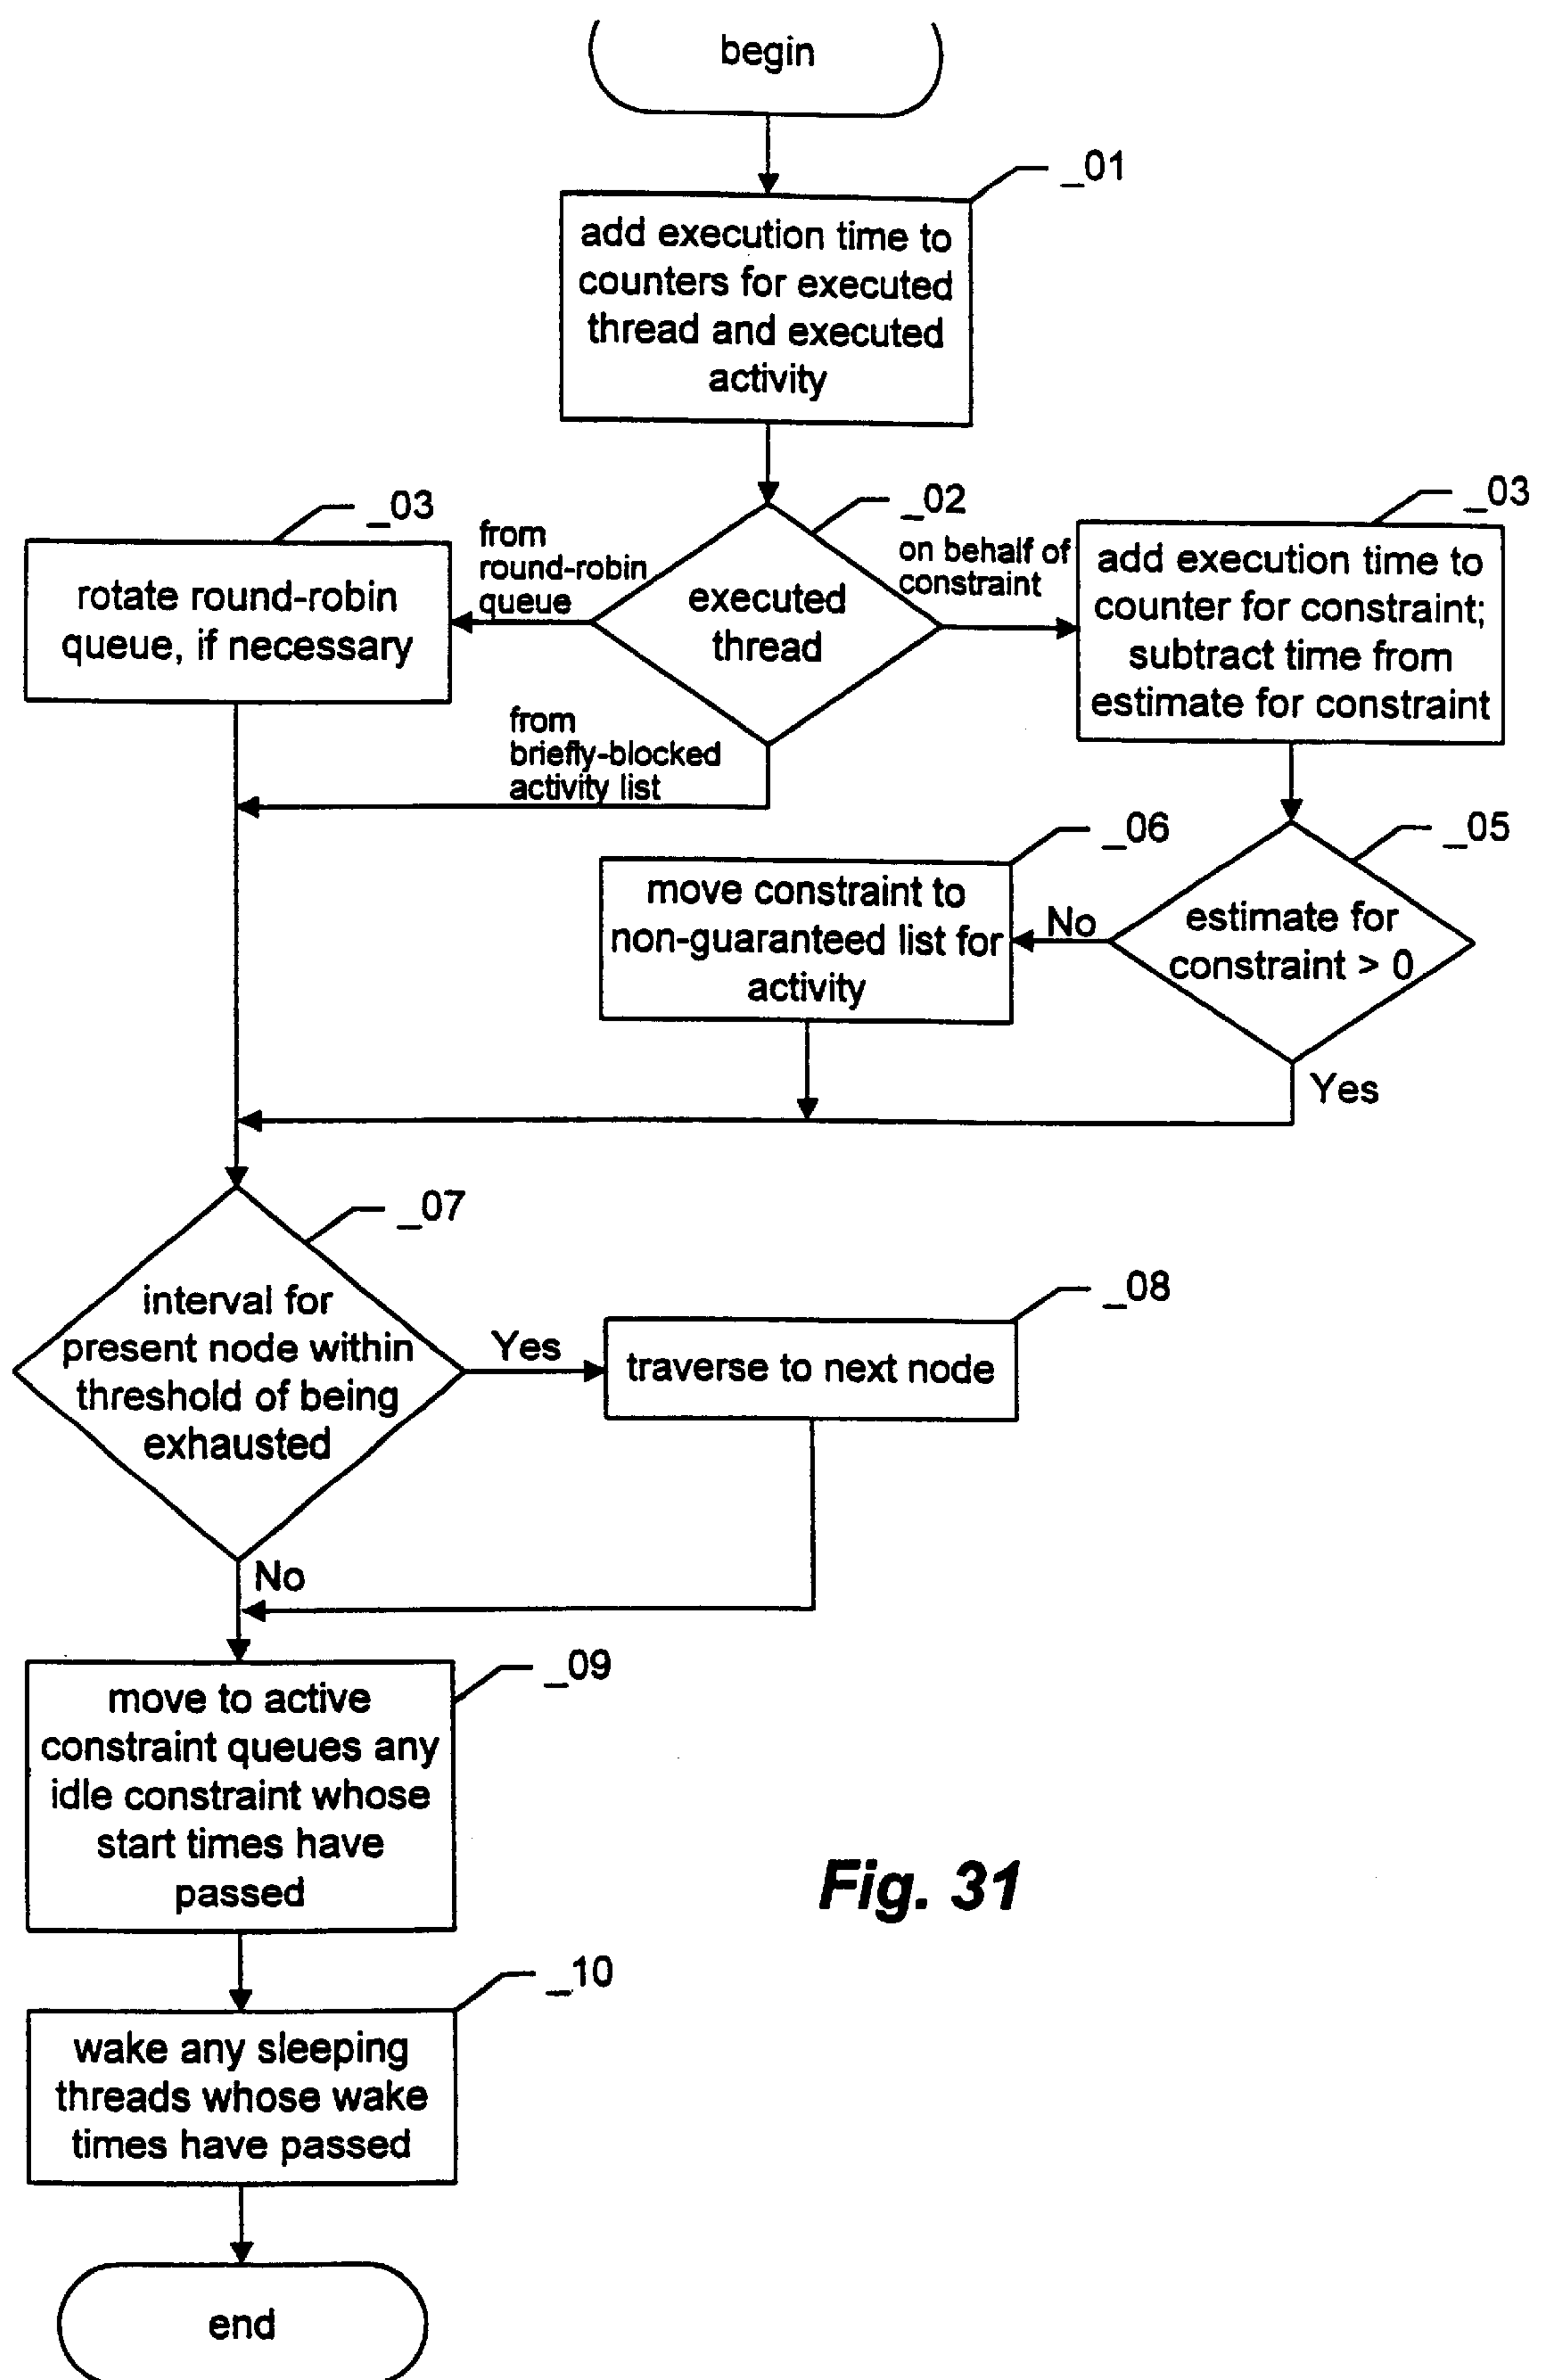 begin
_01
add execution time to
counters for executed
thread and executed
activity
_03
rotate round-robin
queue, if necessary
from
round-robin
queue
_02
executed
thread
on behalf of
constraint
_03
add execution time to
counter for constraint;
subtract time from
estimate for constraint
from
briefly-blocked
activity list
_06
move constraint to
non-guaranteed list for
activity
No
_05
estimate for
constraint > 0
Yes
_07
interval for
present node within
threshold of being
exhausted
Yes
_08
traverse to next node
No
_09
move to active
constraint queues any
idle constraint whose
start times have
passed
Fig. 31
_10
wake any sleeping
threads whose wake
times have passed
end